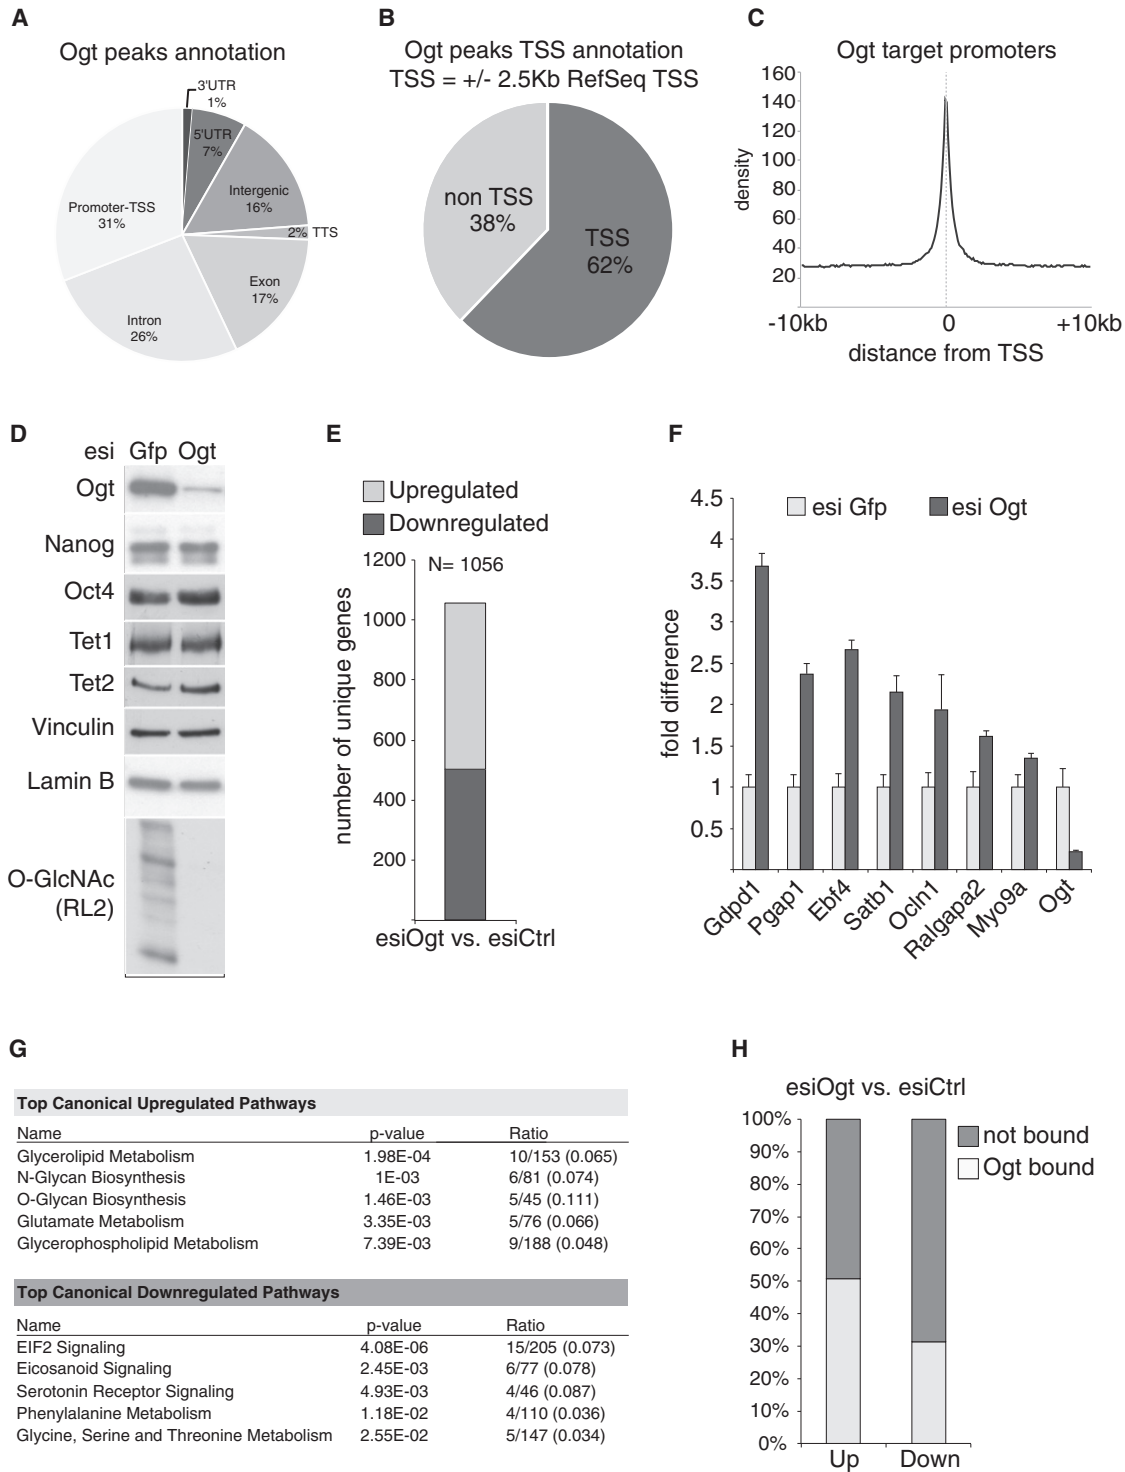 A
Ogt peaks annotation
3'UTR
1%
5'UTR
7%
Intergenic
16%
2% TTS
Exon
17%
Intron
26%
Promoter-TSS
31%
B
Ogt peaks TSS annotation
TSS = +/- 2.5Kb RefSeq TSS
non TSS
38%
TSS
62%
C
Ogt target promoters
density
160
140
120
100
80
60
40
20
-10kb 0 +10kb
distance from TSS
D
esi Gfp Ogt
Ogt
Nanog
Oct4
Tet1
Tet2
Vinculin
Lamin B
O-GlcNAc
(RL2)
E
Upregulated
Downregulated
N= 1056
number of unique genes
1200
1000
800
600
400
200
esiOgt vs. esiCtrl
F
esi Gfp esi Ogt
fold difference
4.5
4
3.5
3
2.5
2
1.5
1
0.5
Gdpd1 Pgap1 Ebf4 Satb1 Ocln1 Ralgapa2 Myo9a Ogt
G
Top Canonical Upregulated Pathways
Name p-value Ratio
Glycerolipid Metabolism 1.98E-04 10/153 (0.065)
N-Glycan Biosynthesis 1E-03 6/81 (0.074)
O-Glycan Biosynthesis 1.46E-03 5/45 (0.111)
Glutamate Metabolism 3.35E-03 5/76 (0.066)
Glycerophospholipid Metabolism 7.39E-03 9/188 (0.048)
Top Canonical Downregulated Pathways
Name p-value Ratio
EIF2 Signaling 4.08E-06 15/205 (0.073)
Eicosanoid Signaling 2.45E-03 6/77 (0.078)
Serotonin Receptor Signaling 4.93E-03 4/46 (0.087)
Phenylalanine Metabolism 1.18E-02 4/110 (0.036)
Glycine, Serine and Threonine Metabolism 2.55E-02 5/147 (0.034)
H
esiOgt vs. esiCtrl
not bound
Ogt bound
100%
90%
80%
70%
60%
50%
40%
30%
20%
10%
0%
Up Down